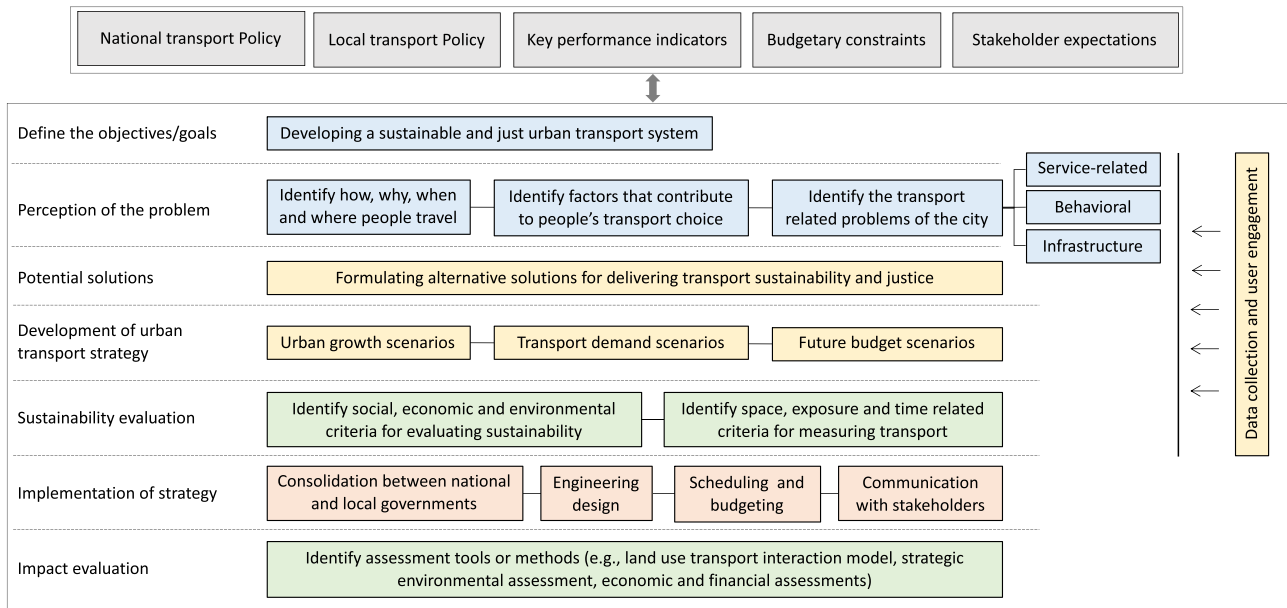 National transport Policy
Local transport Policy
Key performance indicators
Budgetary constraints
Stakeholder expectations
Define the objectives/goals
Developing a sustainable and just urban transport system
Perception of the problem
Identify how, why, when
and where people travel
Identify factors that contribute
to people's transport choice
Identify the transport
related problems of the city
Service-related
Behavioral
Infrastructure
Potential solutions
Formulating alternative solutions for delivering transport sustainability and justice
Development of urban
transport strategy
Urban growth scenarios
Transport demand scenarios
Future budget scenarios
Sustainability evaluation
Identify social, economic and environmental
criteria for evaluating sustainability
Identify space, exposure and time related
criteria for measuring transport
Implementation of strategy
Consolidation between national
and local governments
Engineering
design
Scheduling and
budgeting
Communication
with stakeholders
Impact evaluation
Identify assessment tools or methods (e.g., land use transport interaction model, strategic
environmental assessment, economic and financial assessments)
Data collection and user engagement